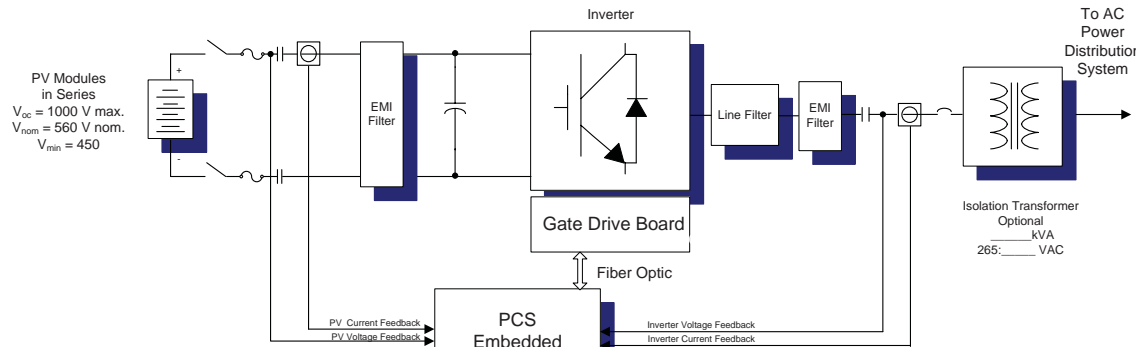 Inverter
To AC
Power
Distribution
System
PV Modules
in Series
Voc = 1000 V max.
Vnom = 560 V nom.
Vmin = 450
+
-
EMI
Filter
Line Filter
EMI
Filter
Isolation Transformer
Optional
______kVA
265:_____ VAC
Gate Drive Board
Fiber Optic
PV Current Feedback
PV Voltage Feedback
PCS
Embedded
Inverter Voltage Feedback
Inverter Current Feedback